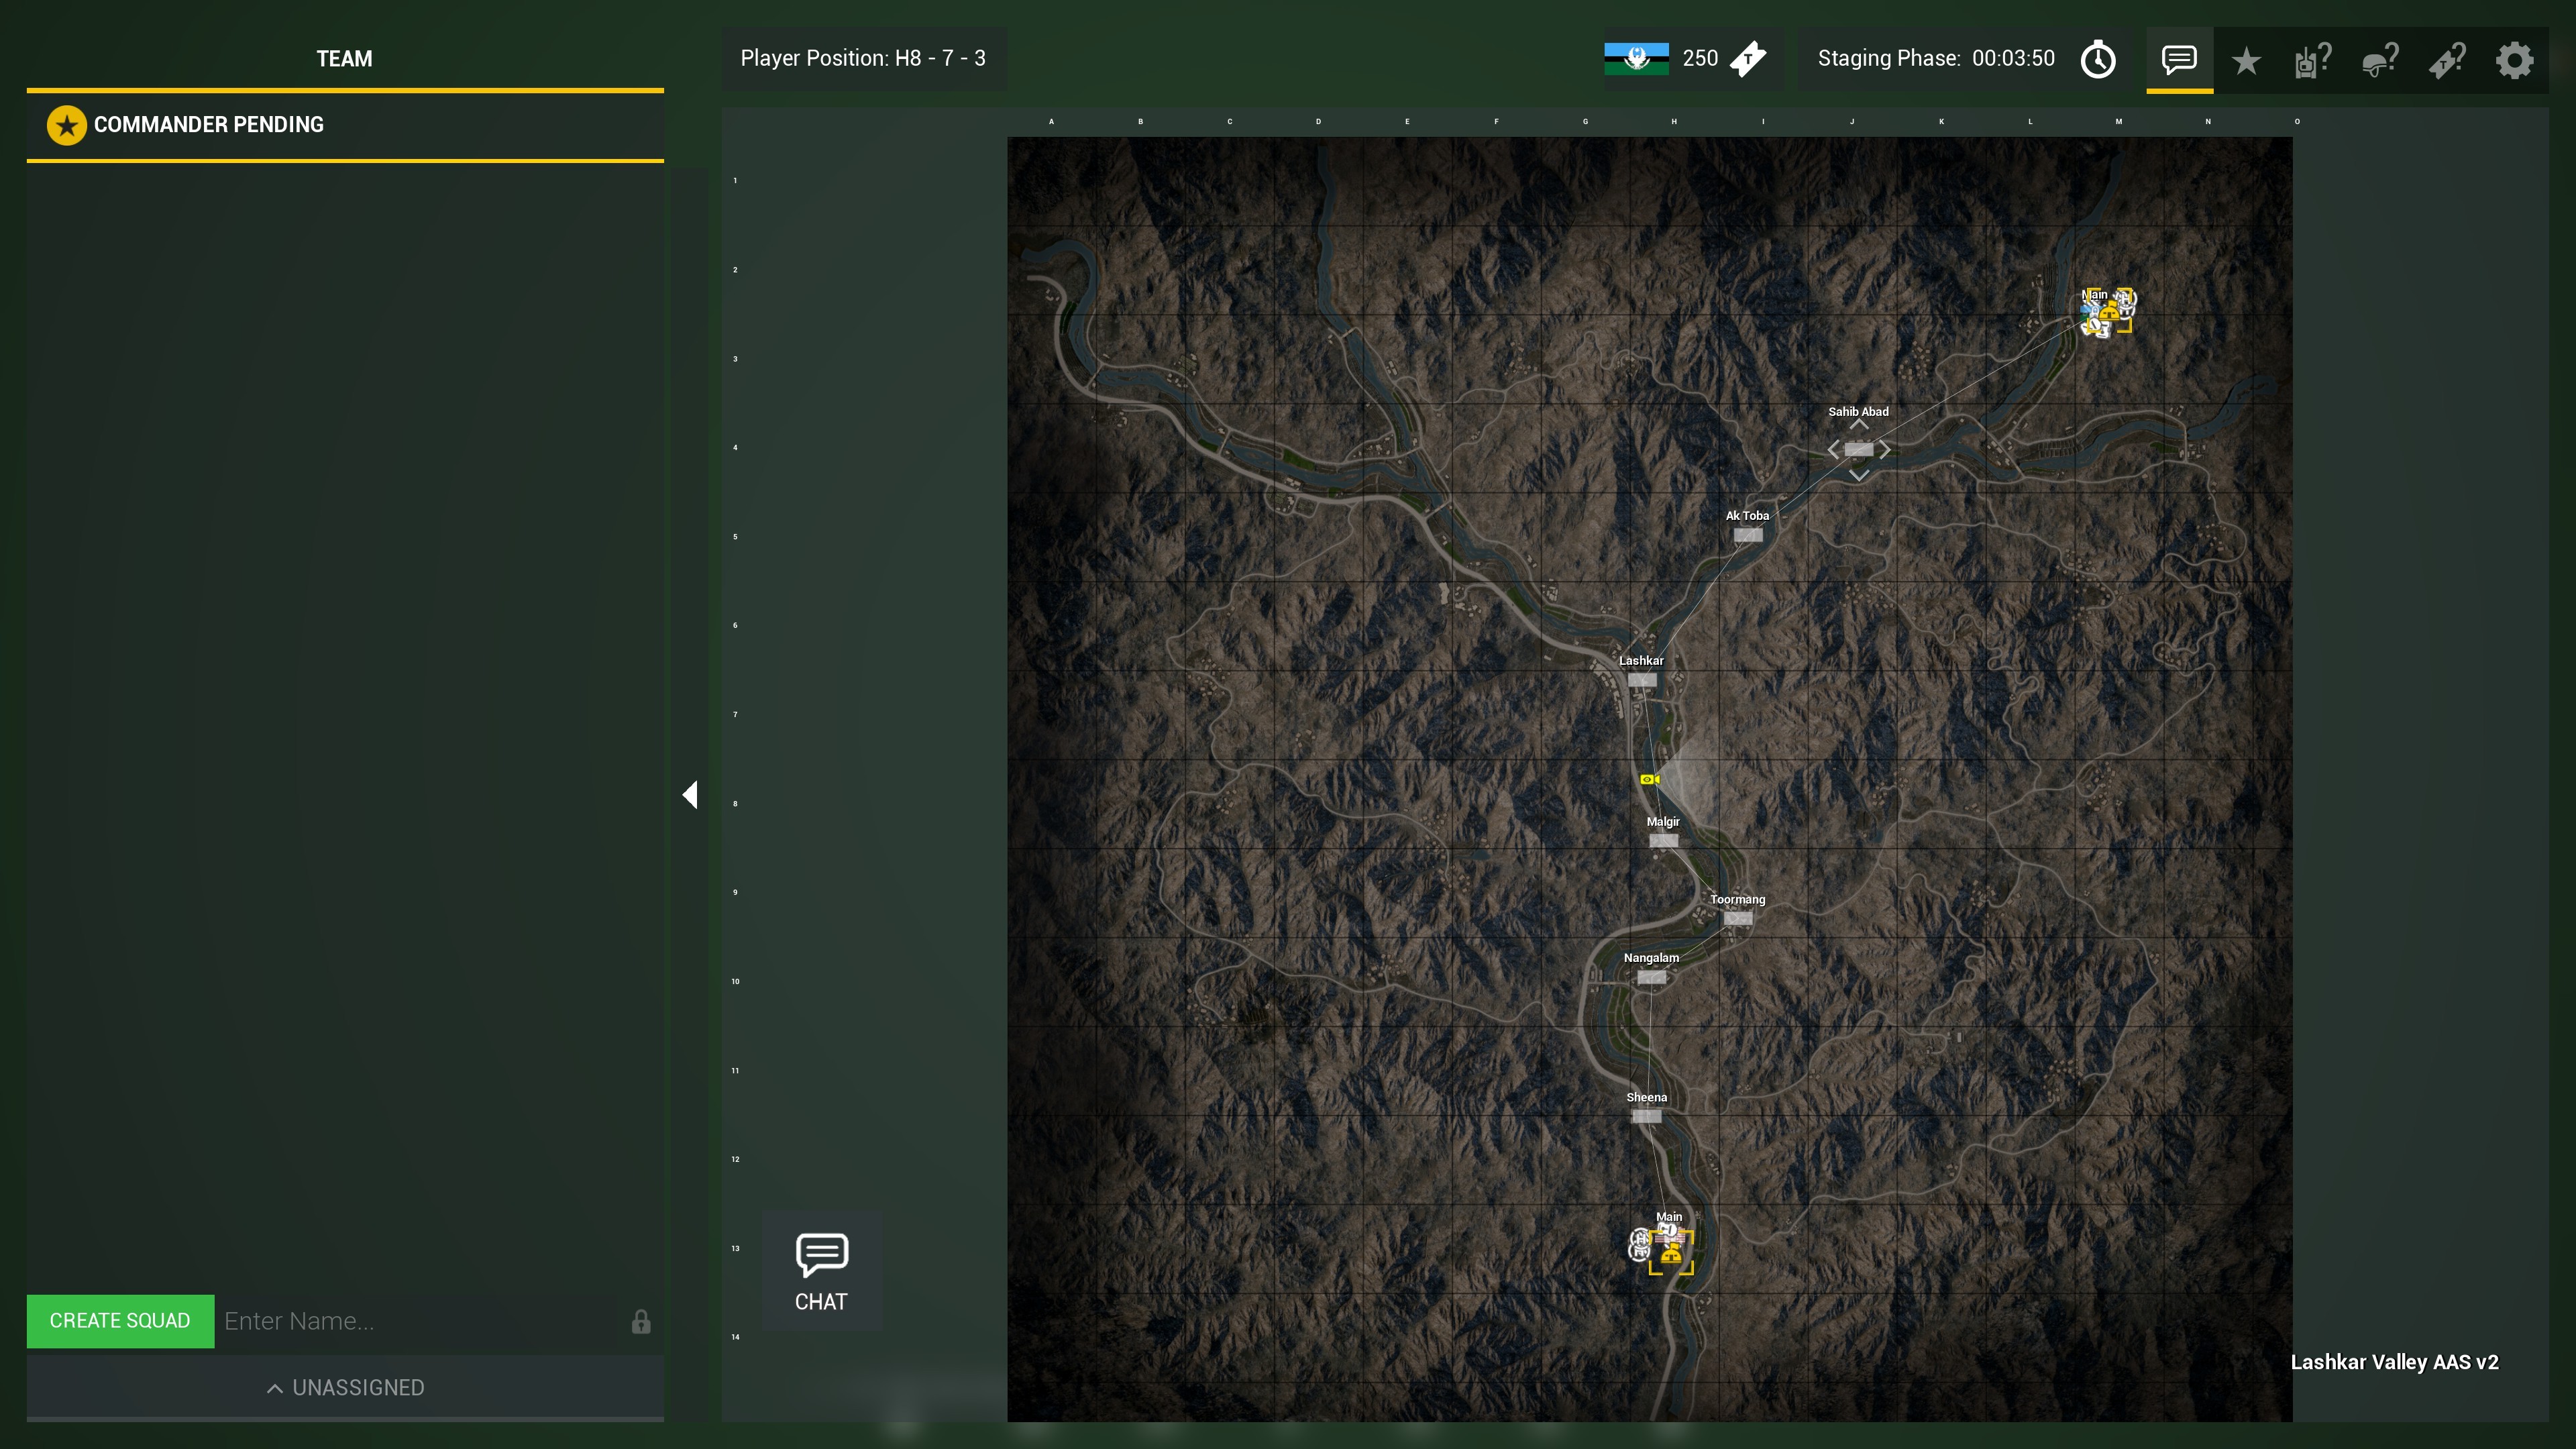 TEAM
Player Position: H8 - 7 - 3
250
T
Staging Phase: 00:03:50
COMMANDER PENDING
A B C D E F G H I J K L M N O
1
2
Main
3
Sahib Abad
4
Ak Toba
5
6
Lashkar
7
8
Malgir
9
Toormang
Nangalam
10
11
Sheena
12
Main
13
CHAT
CREATE SQUAD Enter Name...
14
Lashkar Valley AAS v2
UNASSIGNED